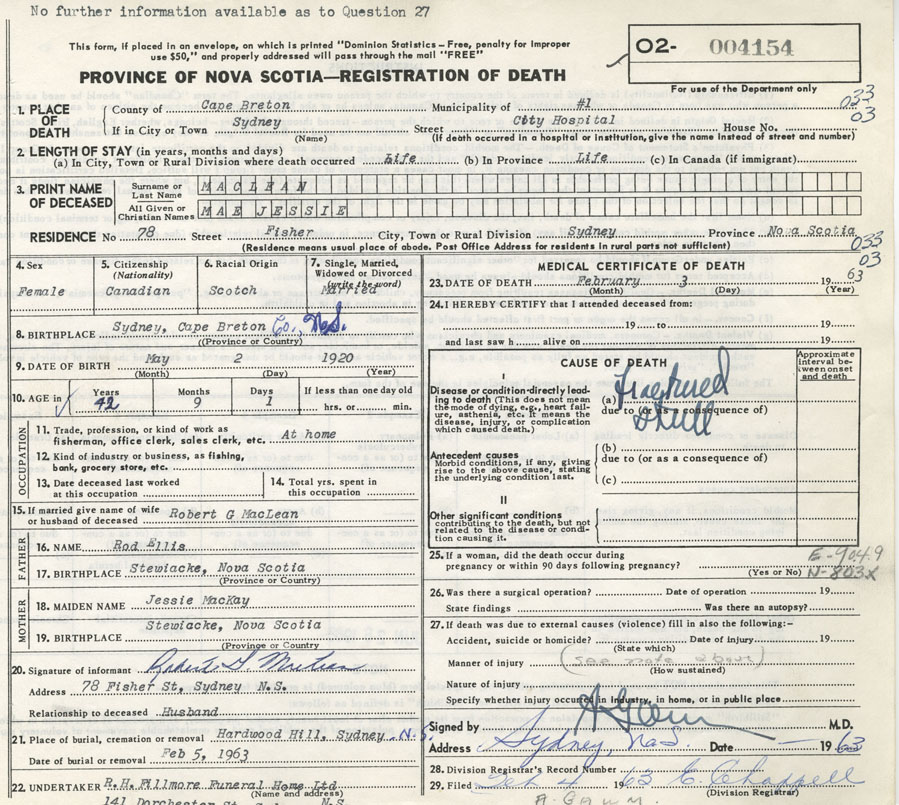 No further information available as to Question 27
This form, if placed in an envelope, on which is printed "Dominion Statistics – Free, penalty for Improper
use $50," and properly addressed will pass through the mail "FREE"
O2- 004154
PROVINCE OF NOVA SCOTIA—REGISTRATION OF DEATH
For use of the Department only
1. PLACE OF DEATH
County of Cape Breton Municipality of #1
033
03
If in City or Town Sydney Street City Hospital House No.
(Name) (If death occurred in a hospital or institution, give the name instead of street and number)
2. LENGTH OF STAY (in years, months and days)
(a) In City, Town or Rural Division where death occurred Life (b) In Province Life (c) In Canada (if immigrant)
3. PRINT NAME OF DECEASED
Surname or Last Name MACLEAN
All Given or Christian Names MAE JESSIE
RESIDENCE No 78 Street Fisher City, Town or Rural Division Sydney Province Nova Scotia
(Residence means usual place of abode. Post Office Address for residents in rural parts not sufficient)
033
03
4. Sex
Female
5. Citizenship
(Nationality)
Canadian
6. Racial Origin
Scotch
7. Single, Married,
Widowed or Divorced
(write the word)
Married
8. BIRTHPLACE Sydney, Cape Breton Co., N.S.
(Province or Country)
9. DATE OF BIRTH May 2 1920
(Month) (Day) (Year)
10. AGE in
Years Months Days If less than one day old
42 9 1 hrs. or min.
OCCUPATION
11. Trade, profession, or kind of work as
fisherman, office clerk, sales clerk, etc. At home
12. Kind of industry or business, as fishing,
bank, grocery store, etc.
13. Date deceased last worked
at this occupation
14. Total yrs. spent in
this occupation
15. If married give name of wife
or husband of deceased Robert G MacLean
FATHER
16. NAME Rod Ellis
17. BIRTHPLACE Stewiacke, Nova Scotia
(Province or Country)
MOTHER
18. MAIDEN NAME Jessie MacKay
19. BIRTHPLACE Stewiacke, Nova Scotia
(Province or Country)
20. Signature of informant
Address 78 Fisher St, Sydney N.S.
Relationship to deceased Husband
21. Place of burial, cremation or removal Hardwood Hill, Sydney N.S.
Date of burial or removal Feb 5, 1963
22. UNDERTAKER R.H. Fillmore Funeral Home Ltd
(Name and address)
141 Dorchester St. N.S.
MEDICAL CERTIFICATE OF DEATH
23. DATE OF DEATH February 3 1963
(Month) (Day) (Year)
24. I HEREBY CERTIFY that I attended deceased from:
19 to 19
and last saw h alive on 19
CAUSE OF DEATH
Approximate interval between onset and death
I
Disease or condition directly leading to death (This does not mean
the mode of dying, e.g., heart failure, asthenia, etc. It means the
disease, injury, or complication
which caused death.)
(a) Fractured Skull
due to (or as a consequence of)
Antecedent causes
Morbid conditions, if any, giving
rise to the above cause, stating
the underlying condition last.
(b)
due to (or as a consequence of)
(c)
II
Other significant conditions
contributing to the death, but not
related to the disease or condition causing it.
25. If a woman, did the death occur during
pregnancy or within 90 days following pregnancy?
(Yes or No)
E-904.9
N-803X
26. Was there a surgical operation? Date of operation 19
State findings Was there an autopsy?
27. If death was due to external causes (violence) fill in also the following:-
Accident, suicide or homicide? Date of injury 19
(State which)
Manner of injury (see note above)
(How sustained)
Nature of injury
Specify whether injury occurred in industry, in home, or in public place
Signed by M.D.
Address Sydney, N.S. Date 1963
28. Division Registrar's Record Number
29. Filed Feb 4 1963 C. Chappell
(Division Registrar)
A. GAUM.